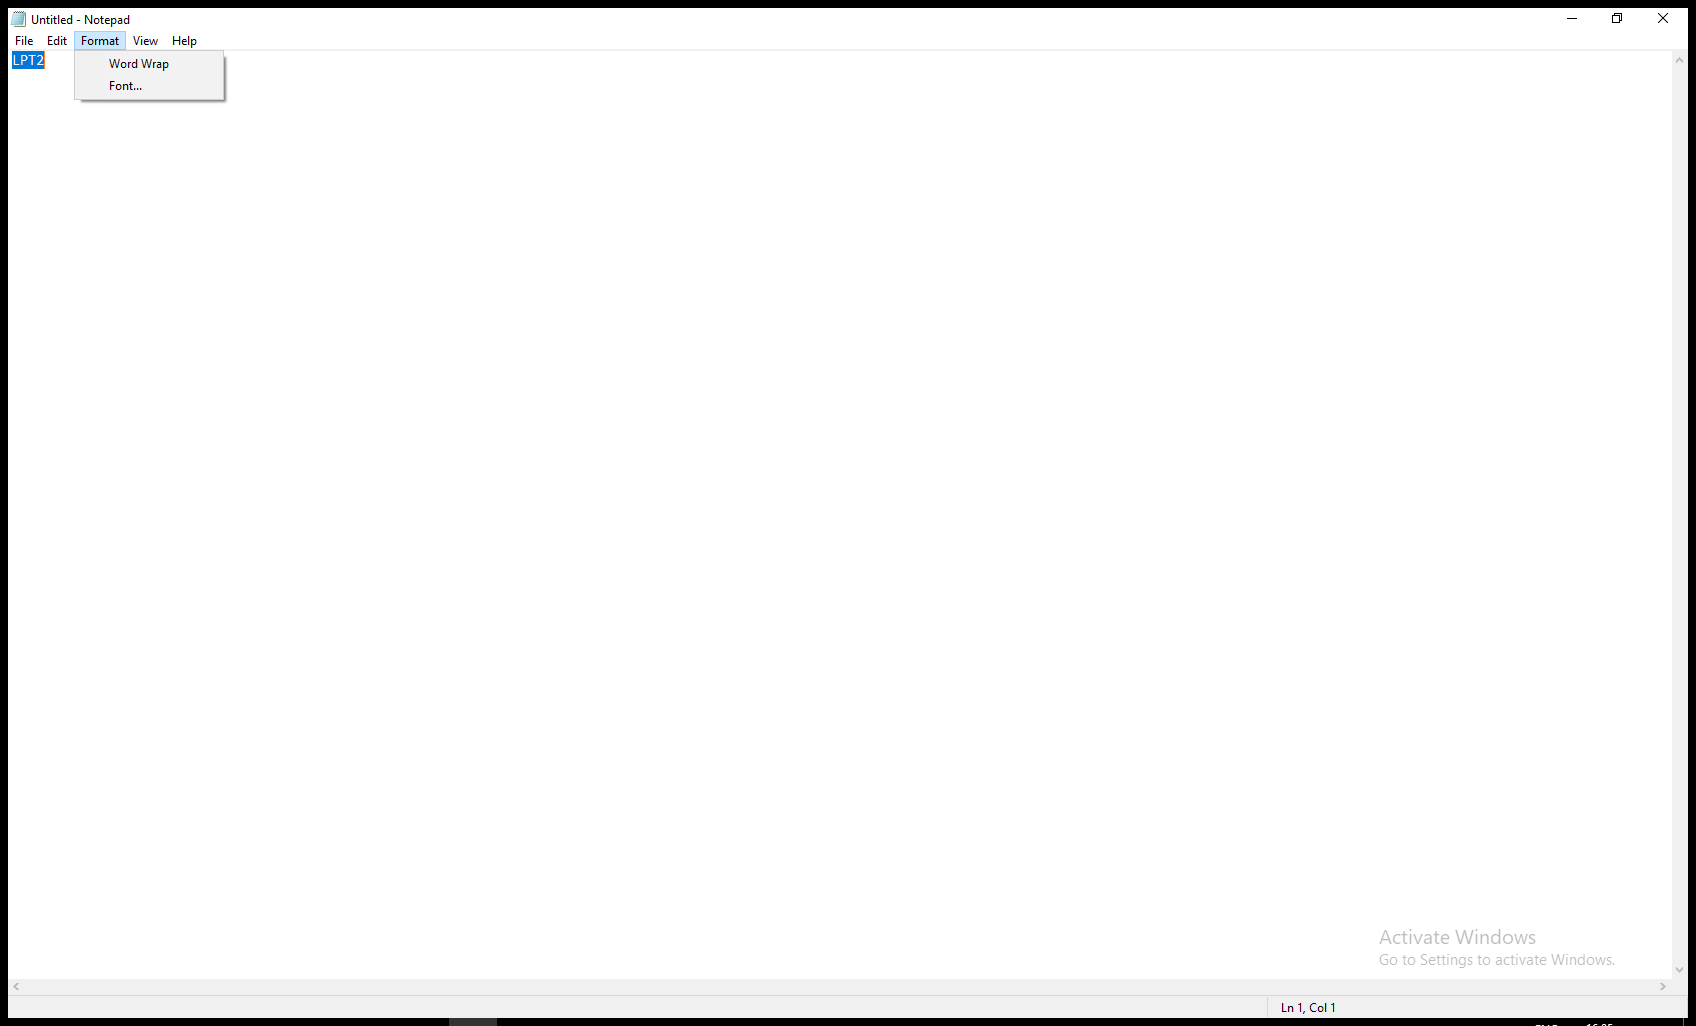 Untitled - Notepad
File Edit Format View Help
LPT2
Word Wrap
Font...
Activate Windows
Go to Settings to activate Windows.
Ln 1, Col 1